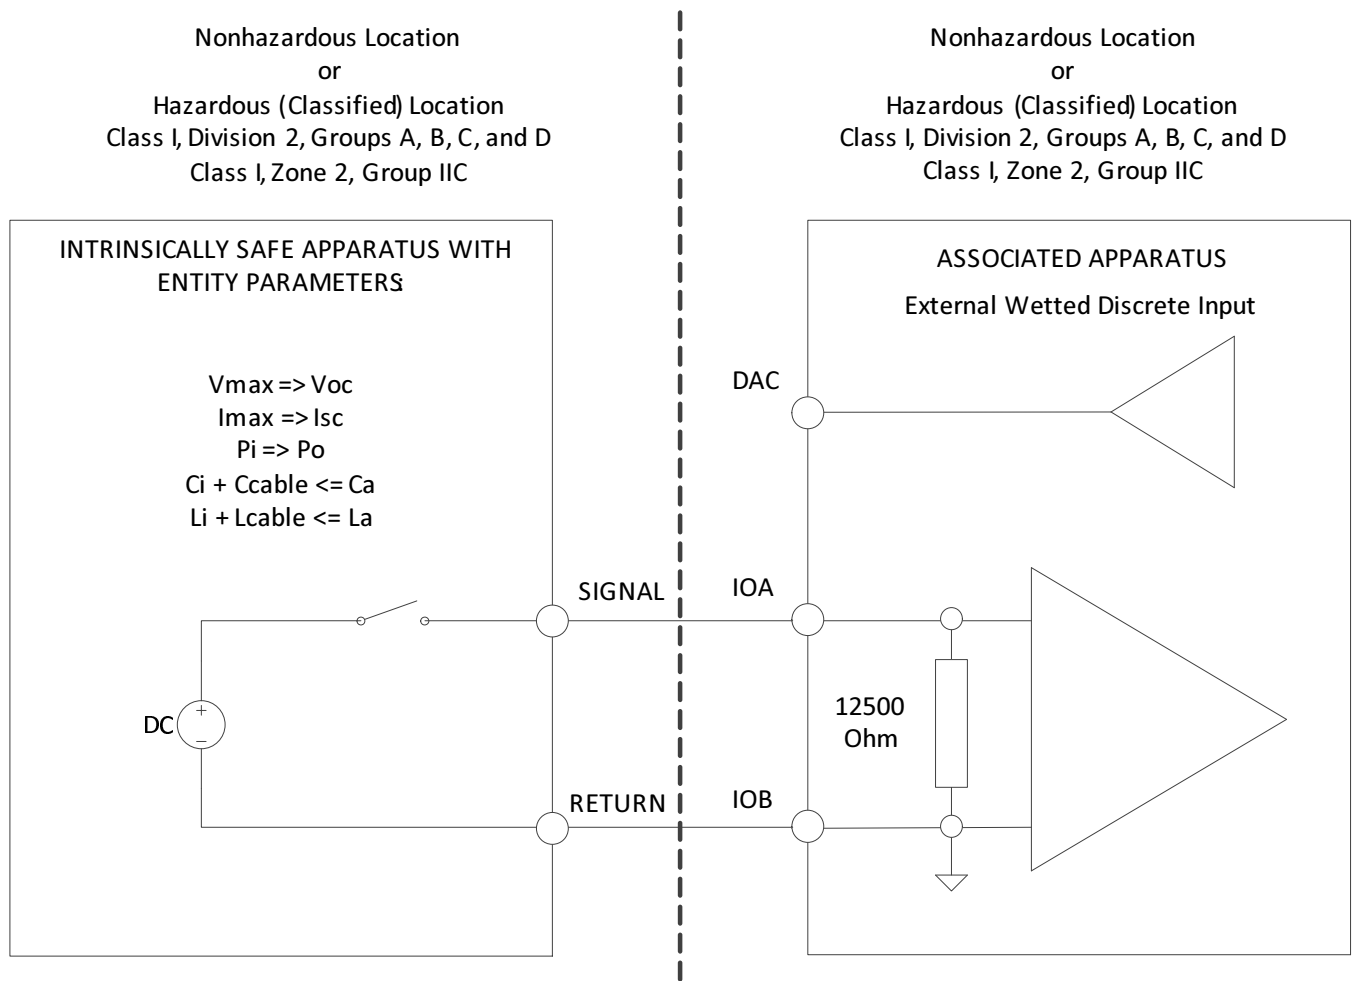 Nonhazardous Location
or
Hazardous (Classified) Location
Class I, Division 2, Groups A, B, C, and D
Class I, Zone 2, Group IIC
Nonhazardous Location
or
Hazardous (Classified) Location
Class I, Division 2, Groups A, B, C, and D
Class I, Zone 2, Group IIC
INTRINSICALLY SAFE APPARATUS WITH
ENTITY PARAMETERS:
Vmax => Voc
Imax => Isc
Pi => Po
Ci + Ccable <= Ca
Li + Lcable <= La
DC
+
−
SIGNAL
RETURN
ASSOCIATED APPARATUS
External Wetted Discrete Input
DAC
IOA
IOB
12500
Ohm